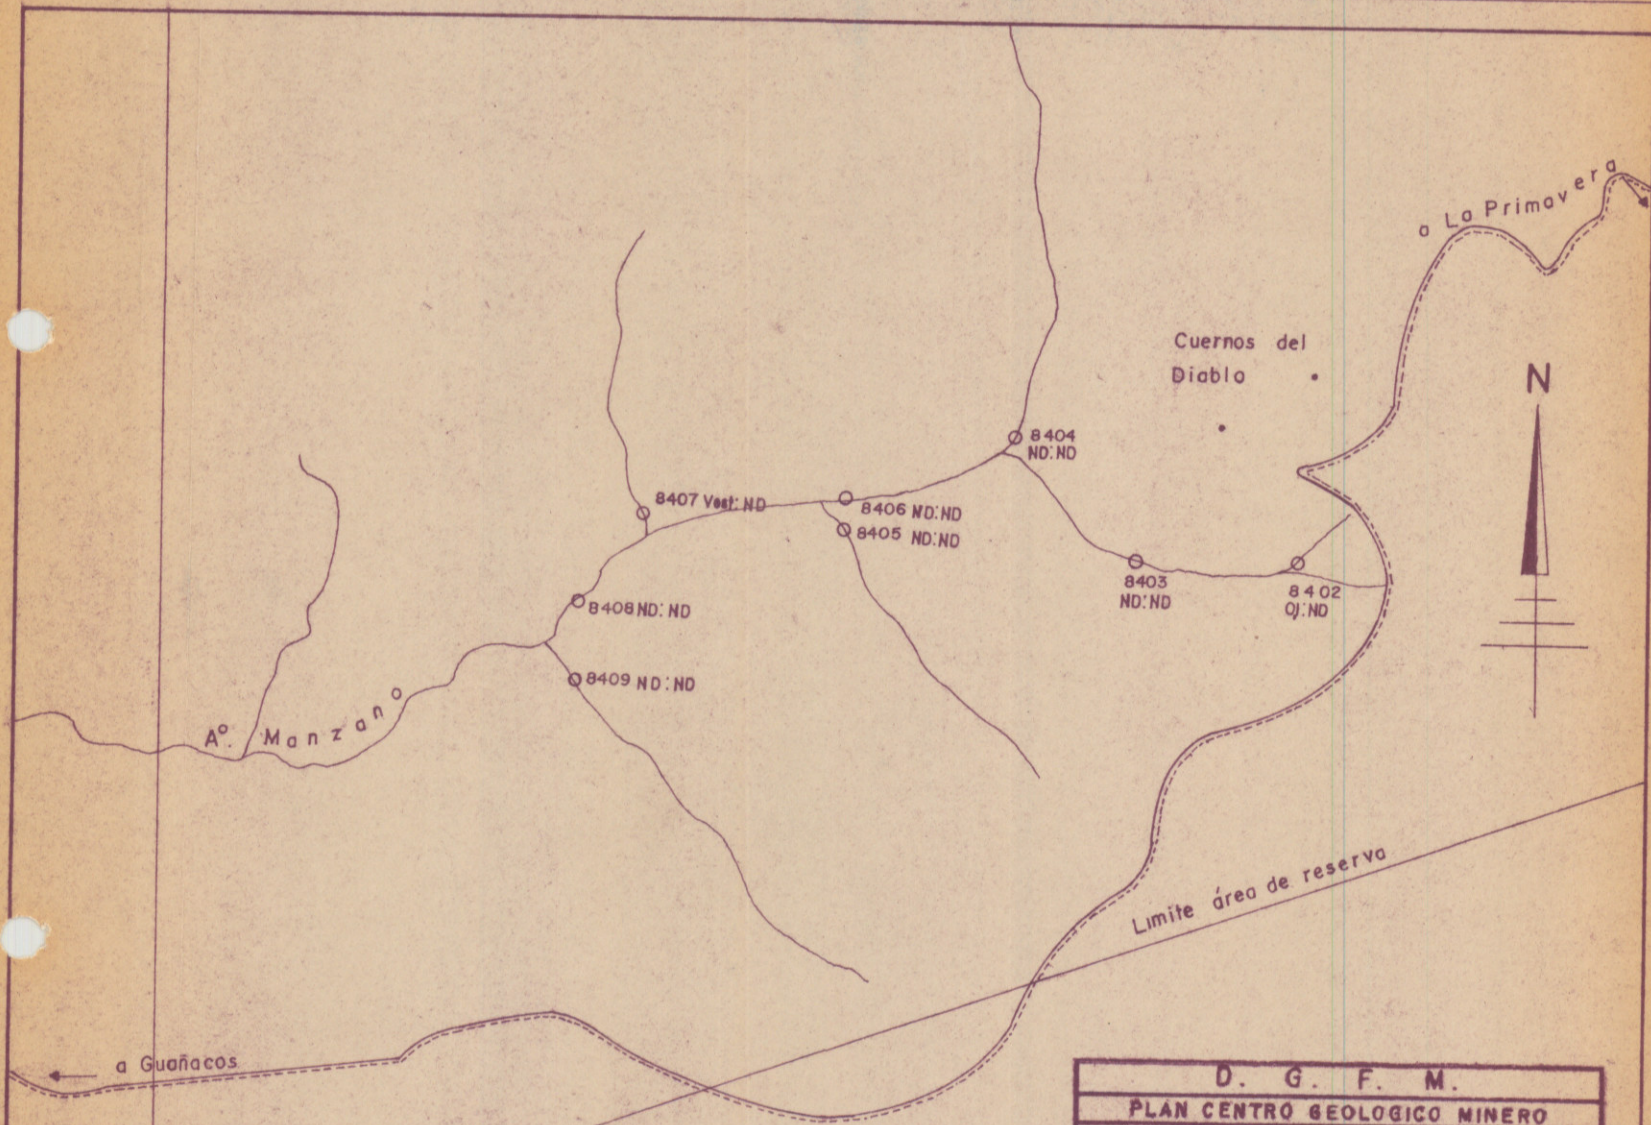 a La Primavera
Cuernos del
Diablo
N
8404
ND:ND
8407 Vest: ND
8406 ND:ND
8405 ND:ND
8403
ND:ND
8402
Oj:ND
8408 ND:ND
8409 ND:ND
Aº. Manzano
Limite área de reserva
a Guañacos
D. G. F. M.
PLAN CENTRO GEOLOGICO MINERO